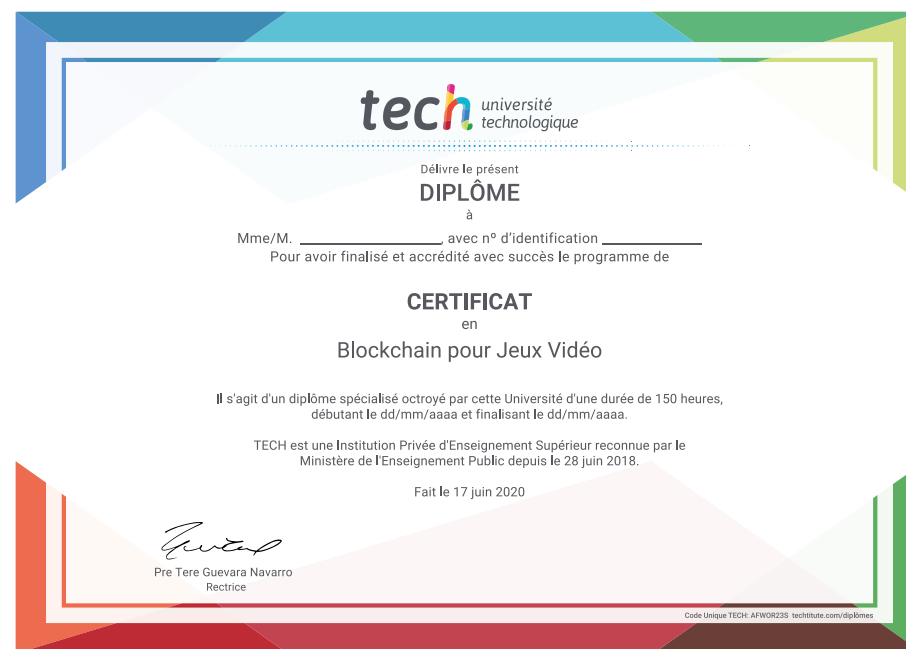 tech université
technologique
Délivre le présent
DIPLÔME
à
Mme/M. ____________________, avec nº d'identification ______________
Pour avoir finalisé et accrédité avec succès le programme de
CERTIFICAT
en
Blockchain pour Jeux Vidéo
Il s'agit d'un diplôme spécialisé octroyé par cette Université d'une durée de 150 heures,
débutant le dd/mm/aaaa et finalisant le dd/mm/aaaa.
TECH est une Institution Privée d'Enseignement Supérieur reconnue par le
Ministère de l'Enseignement Public depuis le 28 juin 2018.
Fait le 17 juin 2020
Pre Tere Guevara Navarro
Rectrice
Code Unique TECH: AFWOR23S techtitute.com/diplômes